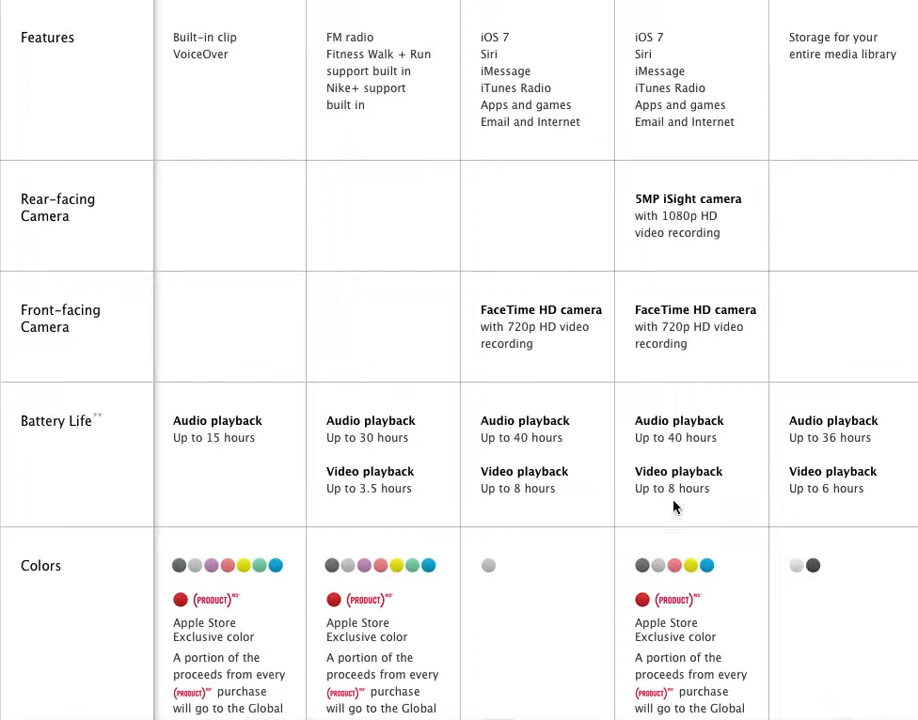 Features
Built-in clip
VoiceOver
FM radio
Fitness Walk + Run
support built in
Nike+ support
built in
iOS 7
Siri
iMessage
iTunes Radio
Apps and games
Email and Internet
iOS 7
Siri
iMessage
iTunes Radio
Apps and games
Email and Internet
Storage for your
entire media library
Rear-facing
Camera
5MP iSight camera
with 1080p HD
video recording
Front-facing
Camera
FaceTime HD camera
with 720p HD video
recording
FaceTime HD camera
with 720p HD video
recording
Battery Life**
Audio playback
Up to 15 hours
Audio playback
Up to 30 hours
Video playback
Up to 3.5 hours
Audio playback
Up to 40 hours
Video playback
Up to 8 hours
Audio playback
Up to 40 hours
Video playback
Up to 8 hours
Audio playback
Up to 36 hours
Video playback
Up to 6 hours
Colors
(PRODUCT)RED
Apple Store
Exclusive color
A portion of the
proceeds from every
(PRODUCT)RED purchase
will go to the Global
(PRODUCT)RED
Apple Store
Exclusive color
A portion of the
proceeds from every
(PRODUCT)RED purchase
will go to the Global
(PRODUCT)RED
Apple Store
Exclusive color
A portion of the
proceeds from every
(PRODUCT)RED purchase
will go to the Global